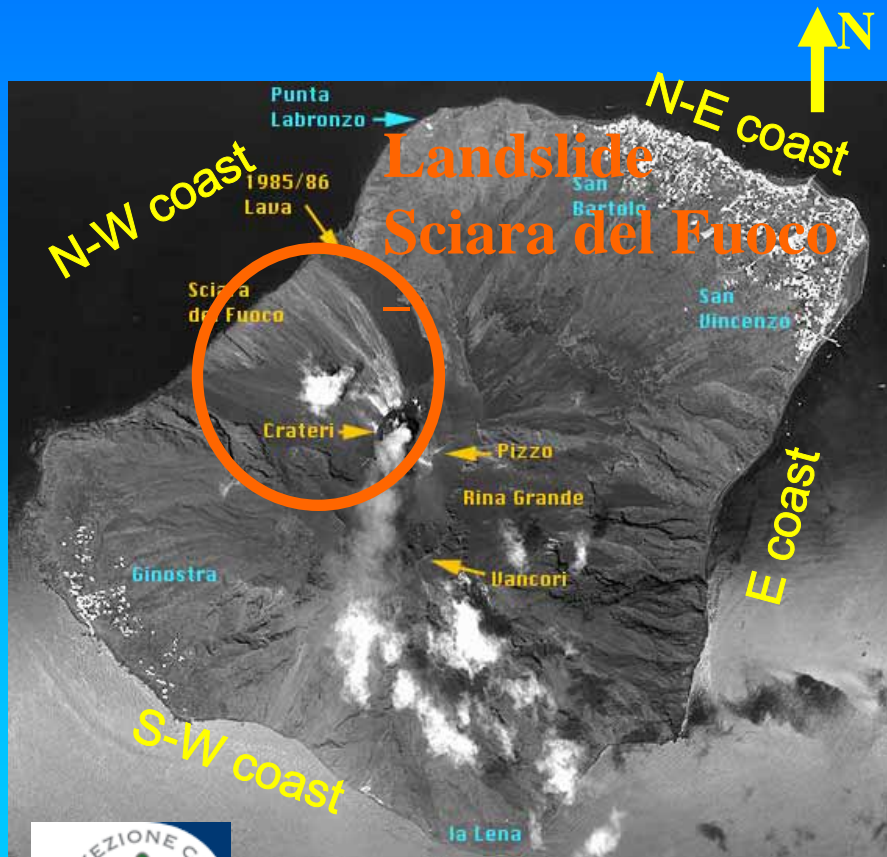 N
Punta
Labronzo
N-E coast
Landslide
Sciara del Fuoco
N-W coast
1985/86
Lava
San
Bartolo
Sciara
del Fuoco
San
Vincenzo
Crateri
Pizzo
Rina Grande
E coast
Ginostra
Vancori
S-W coast
la Lena